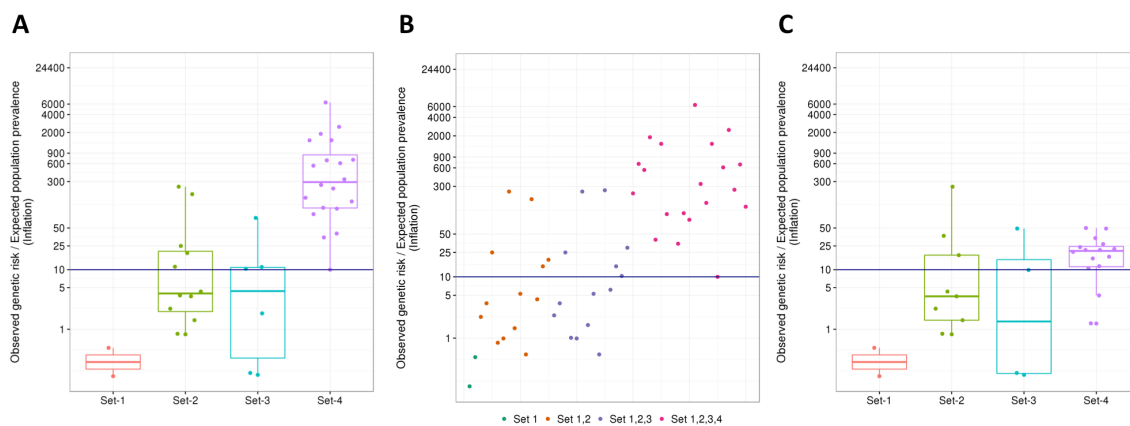 A
B
C
Observed genetic risk / Expected population prevalence
(Inflation)
24400
6000
4000
2000
900
600
300
50
25
10
5
1
Set-1
Set-2
Set-3
Set-4
Observed genetic risk / Expected population prevalence
(Inflation)
24400
6000
4000
2000
900
600
300
50
25
10
5
1
Set 1
Set 1,2
Set 1,2,3
Set 1,2,3,4
Observed genetic risk / Expected population prevalence
(Inflation)
24400
6000
4000
2000
900
600
300
50
25
10
5
1
Set-1
Set-2
Set-3
Set-4